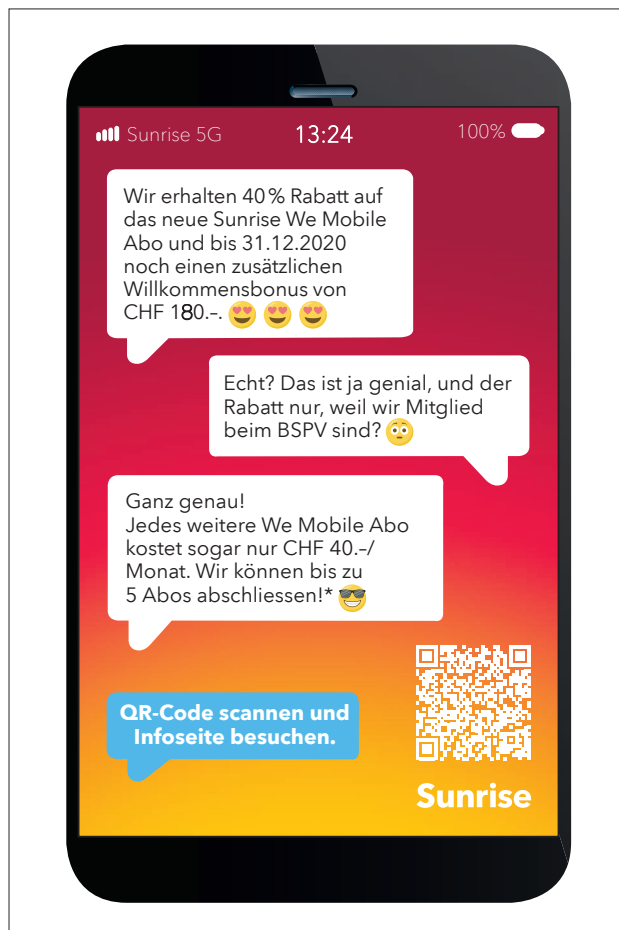 Sunrise 5G 13:24 100%
Wir erhalten 40% Rabatt auf
das neue Sunrise We Mobile
Abo und bis 31.12.2020
noch einen zusätzlichen
Willkommensbonus von
CHF 180.–. 😍 😍 😍
Echt? Das ist ja genial, und der
Rabatt nur, weil wir Mitglied
beim BSPV sind? 😳
Ganz genau!
Jedes weitere We Mobile Abo
kostet sogar nur CHF 40.–/
Monat. Wir können bis zu
5 Abos abschliessen!* 😎
QR-Code scannen und
Infoseite besuchen.
Sunrise